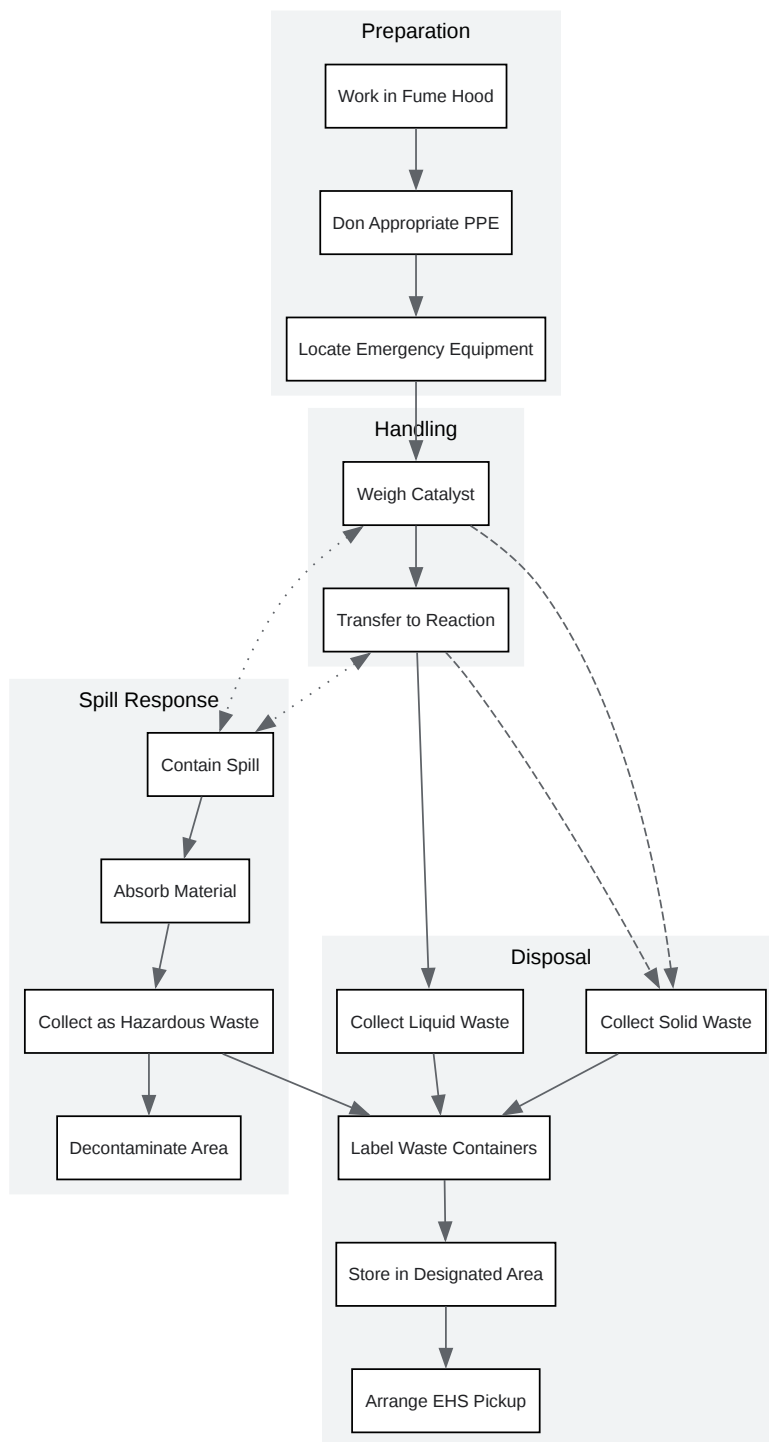 Preparation
Work in Fume Hood
Don Appropriate PPE
Locate Emergency Equipment
Handling
Weigh Catalyst
Transfer to Reaction
Spill Response
Contain Spill
Absorb Material
Collect as Hazardous Waste
Decontaminate Area
Disposal
Collect Liquid Waste
Collect Solid Waste
Label Waste Containers
Store in Designated Area
Arrange EHS Pickup